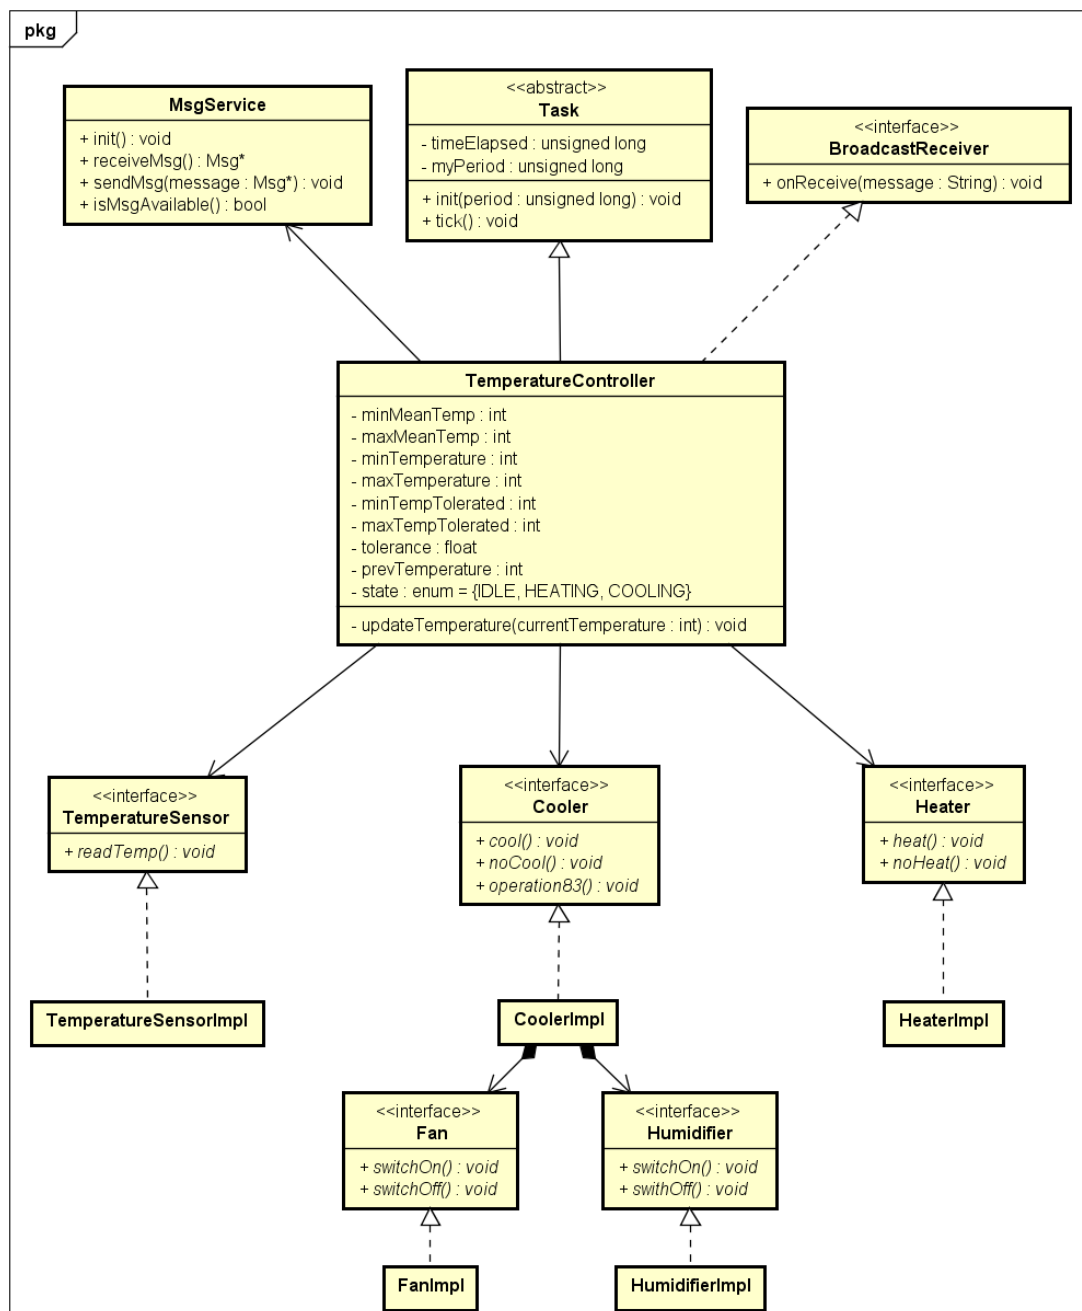 pkg
MsgService
+ init() : void
+ receiveMsg() : Msg*
+ sendMsg(message : Msg*) : void
+ isMsgAvailable() : bool
<<abstract>>
Task
- timeElapsed : unsigned long
- myPeriod : unsigned long
+ init(period : unsigned long) : void
+ tick() : void
<<interface>>
BroadcastReceiver
+ onReceive(message : String) : void
TemperatureController
- minMeanTemp : int
- maxMeanTemp : int
- minTemperature : int
- maxTemperature : int
- minTempTolerated : int
- maxTempTolerated : int
- tolerance : float
- prevTemperature : int
- state : enum = {IDLE, HEATING, COOLING}
- updateTemperature(currentTemperature : int) : void
<<interface>>
TemperatureSensor
+ readTemp() : void
<<interface>>
Cooler
+ cool() : void
+ noCool() : void
+ operation83() : void
<<interface>>
Heater
+ heat() : void
+ noHeat() : void
TemperatureSensorImpl
CoolerImpl
HeaterImpl
<<interface>>
Fan
+ switchOn() : void
+ switchOff() : void
<<interface>>
Humidifier
+ switchOn() : void
+ swithOff() : void
FanImpl
HumidifierImpl